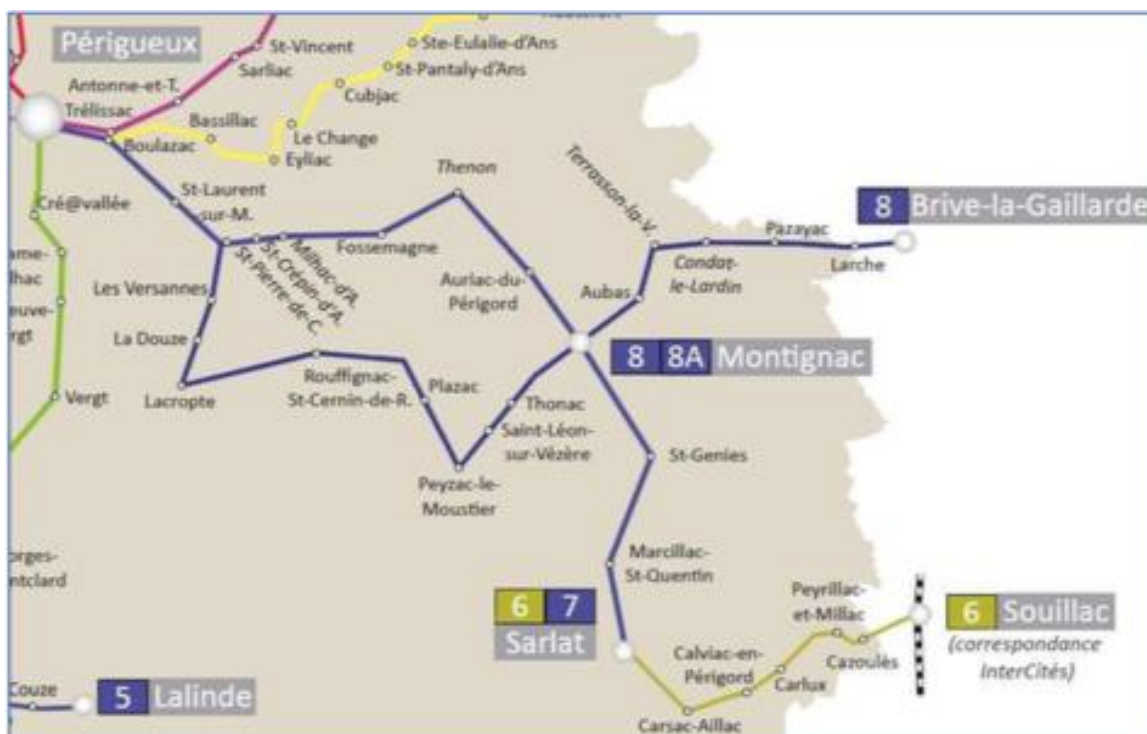 Périgueux
St-Vincent
Sarliac
Ste-Eulalie-d'Ans
St-Pantaly-d'Ans
Antonne-et-T.
Trélissac
Cubjac
Bassillac
Le Change
Boulazac
Eyliac
Thenon
Terrasson-la-V.
Cré@vallée
St-Laurent
sur-M.
8 Brive-la-Gaillarde
Pazayac
Larche
Condat-
le-Lardin
Fossemagne
Milhac-d'A.
St-Crépin-d'A.
St-Pierre-de-C.
Auriac-du-
Périgord
Aubas
Les Versannes
La Douze
8 8A Montignac
Rouffignac-
St-Cernin-de-R.
Plazac
Lacropte
Vergt
Thonac
Saint-Léon-
sur-Vézère
St-Genies
Peyzac-le-
Moustier
Marcillac-
St-Quentin
Peyrillac-
et-Millac
6 7
Sarlat
6 Souillac
(correspondance
InterCités)
Calviac-en-
Périgord
Cazoulès
Carlux
Carsac-Aillac
Couze
5 Lalinde